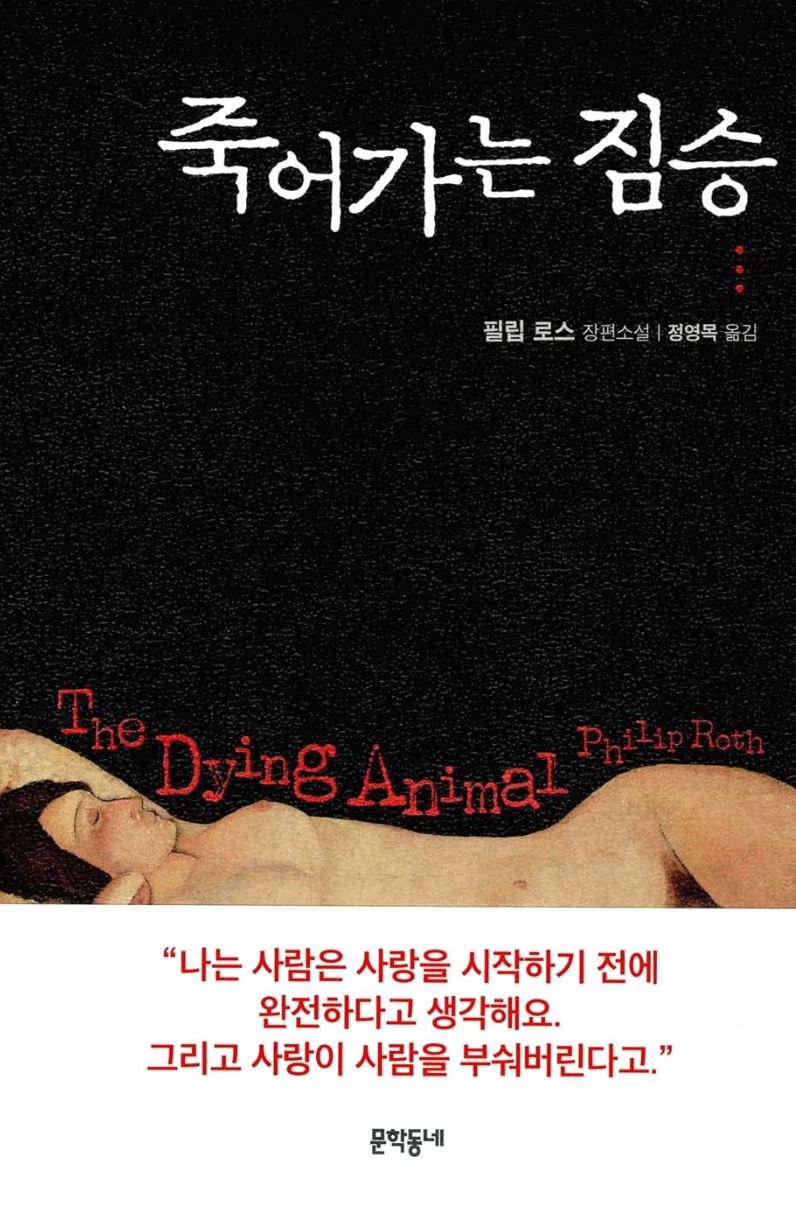 죽어가는 짐승
필립 로스 장편소설 | 정영목 옮김
The Dying Animal Philip Roth
“나는 사람은 사랑을 시작하기 전에
완전하다고 생각해요.
그리고 사랑이 사람을 부숴버린다고.”
문학동네